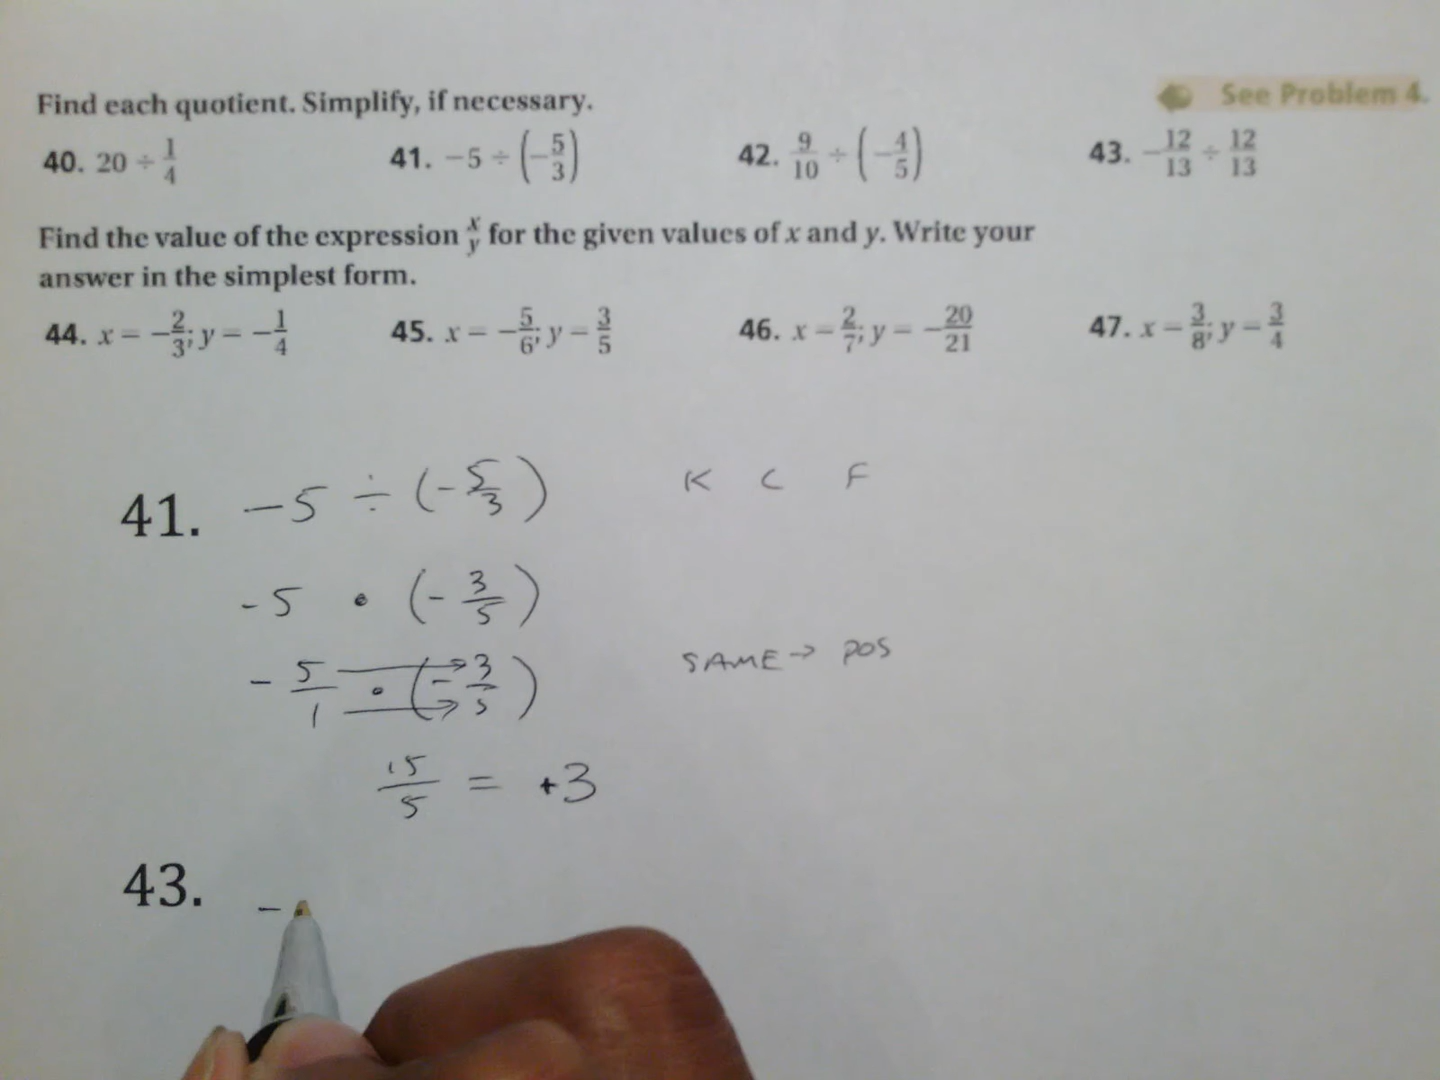 Find each quotient. Simplify, if necessary.
See Problem 4.
40. 20 ÷ 1/4 41. −5 ÷ (−5/3) 42. 9/10 ÷ (−4/5) 43. −12/13 ÷ 12/13
Find the value of the expression x/y for the given values of x and y. Write your
answer in the simplest form.
44. x = −2/3; y = −1/4 45. x = −5/6; y = 3/5 46. x = 2/7; y = −20/21 47. x = 3/8; y = 3/4
41. −5 ÷ (−5/3) K C F
-5 • (-3/5)
-5/1 • (-3/5) SAME → POS
15/5 = +3
43. -